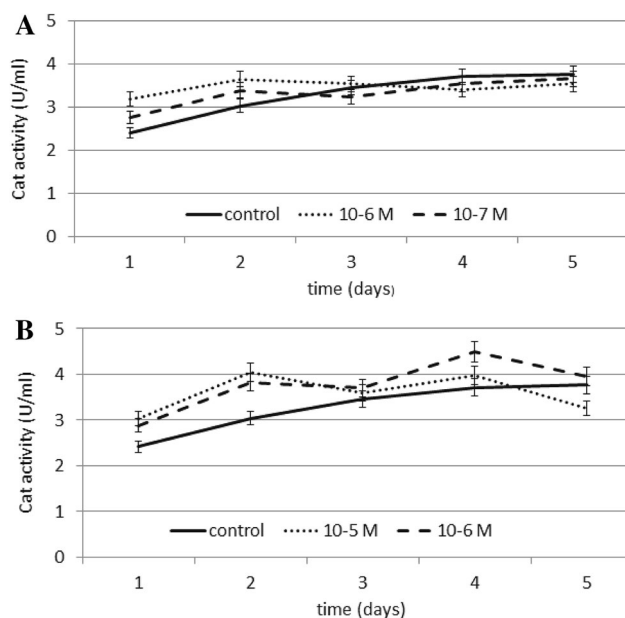 A
Cat activity (U/ml)
5
4
3
2
1
0
control 10-6 M 10-7 M
1 2 3 4 5
time (days)
B
Cat activity (U/ml)
5
4
3
2
1
0
control 10-5 M 10-6 M
1 2 3 4 5
time (days)